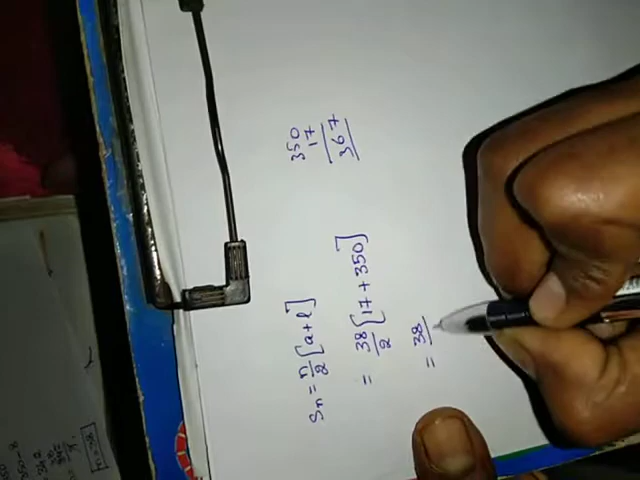 Sn = n/2 [a+l]
= 38/2 [17+350]
= 38
350
17
367